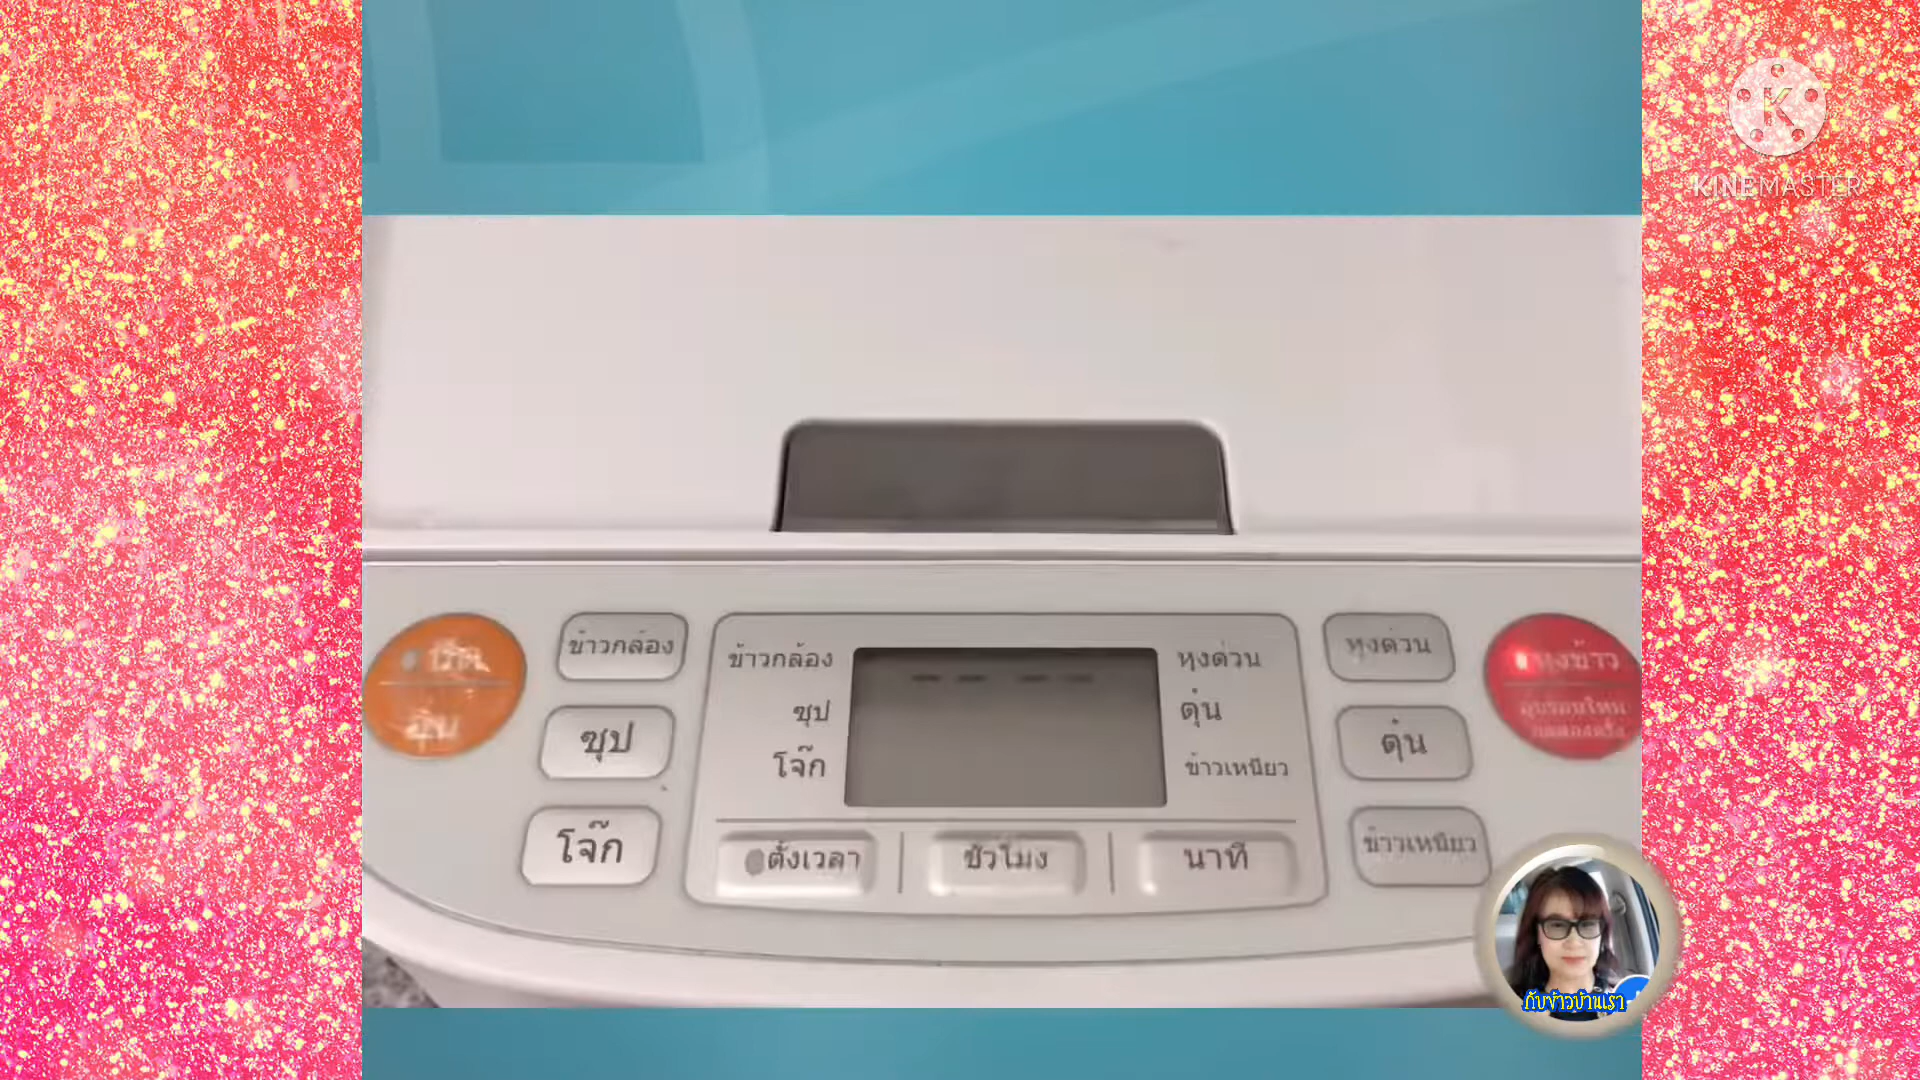 KINEMASTER
ข้าวกล้อง
ซุป
โจ๊ก
ข้าวกล้อง
ซุป
โจ๊ก
หุงด่วน
ตุ๋น
ข้าวเหนียว
ตั้งเวลา
ชั่วโมง
นาที
หุงด่วน
ตุ๋น
ข้าวเหนียว
อุ่น
หุงข้าว
กับข้าวบ้านเรา